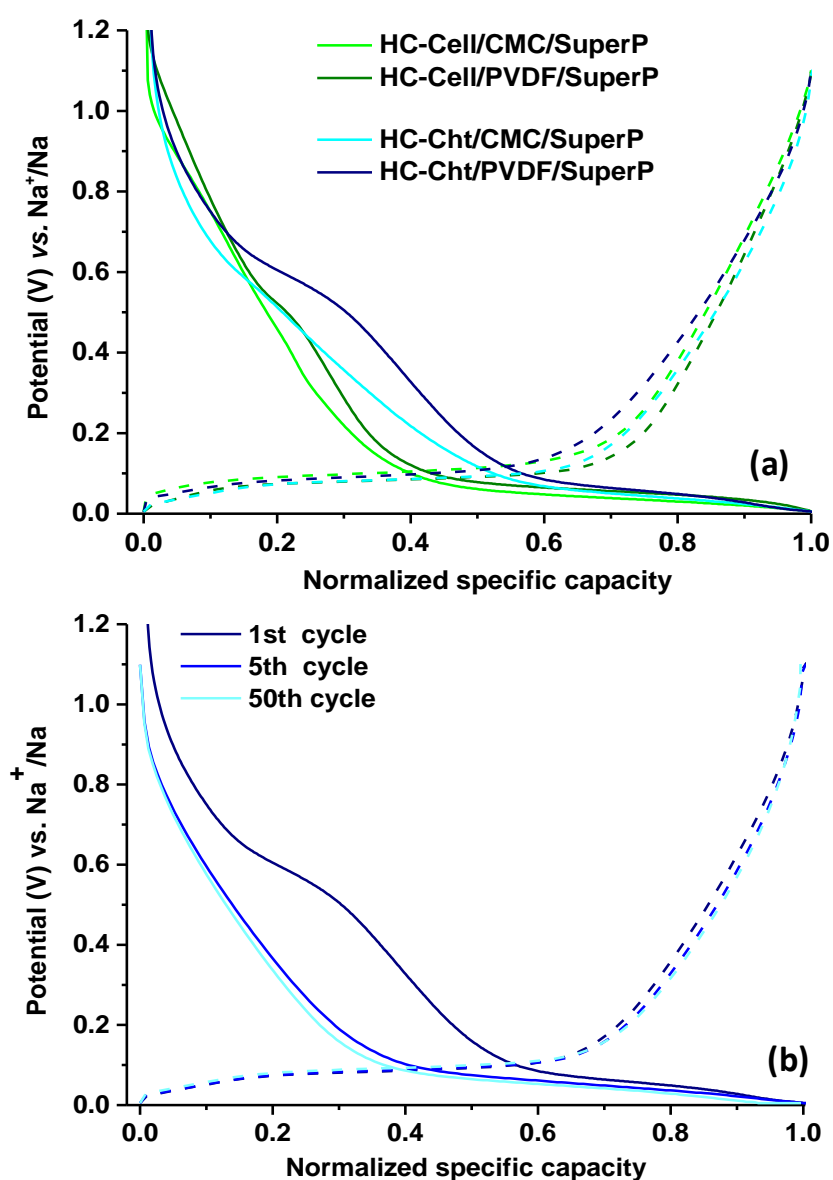 1.2
1.0
0.8
0.6
0.4
0.2
0.0
Potential (V) vs. Na⁺/Na
HC-Cell/CMC/SuperP
HC-Cell/PVDF/SuperP
HC-Cht/CMC/SuperP
HC-Cht/PVDF/SuperP
(a)
0.0 0.2 0.4 0.6 0.8 1.0
Normalized specific capacity
1.2
1.0
0.8
0.6
0.4
0.2
0.0
Potential (V) vs. Na⁺/Na
1st cycle
5th cycle
50th cycle
(b)
0.0 0.2 0.4 0.6 0.8 1.0
Normalized specific capacity